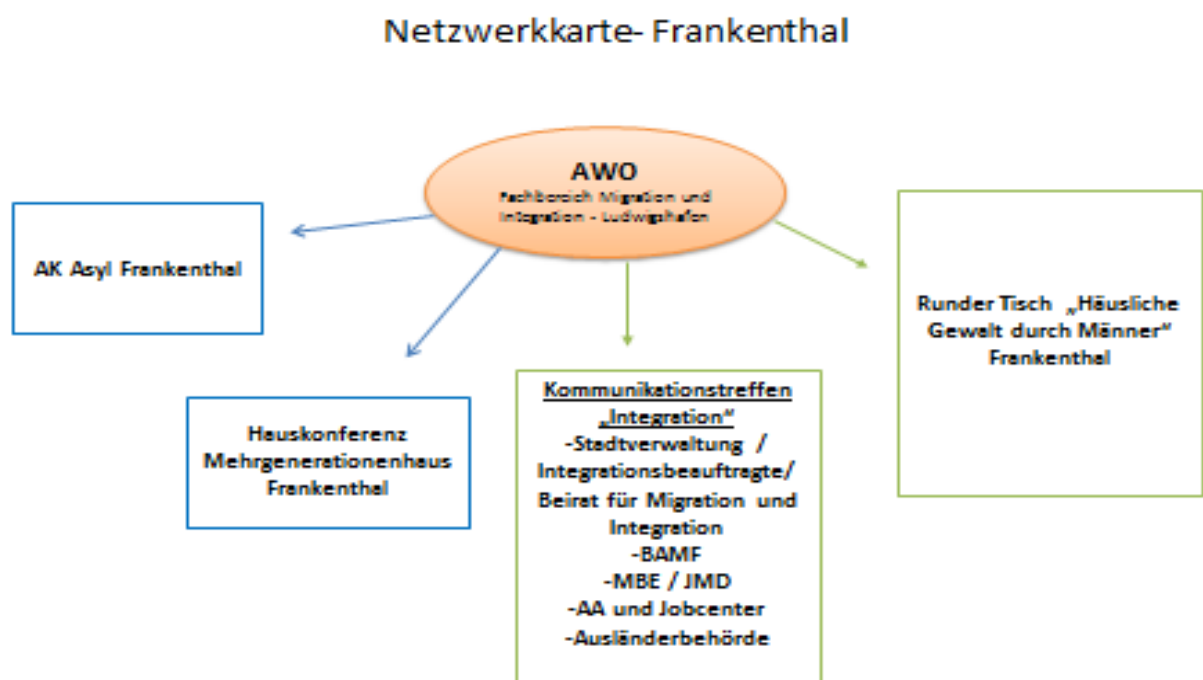 Netzwerkkarte- Frankenthal
AWO
Fachbereich Migration und
Integration - Ludwigshafen
AK Asyl Frankenthal
Hauskonferenz
Mehrgenerationenhaus
Frankenthal
Kommunikationstreffen
„Integration“
-Stadtverwaltung /
Integrationsbeauftragte/
Beirat für Migration und
Integration
-BAMF
-MBE / JMD
-AA und Jobcenter
-Ausländerbehörde
Runder Tisch „Häusliche
Gewalt durch Männer“
Frankenthal